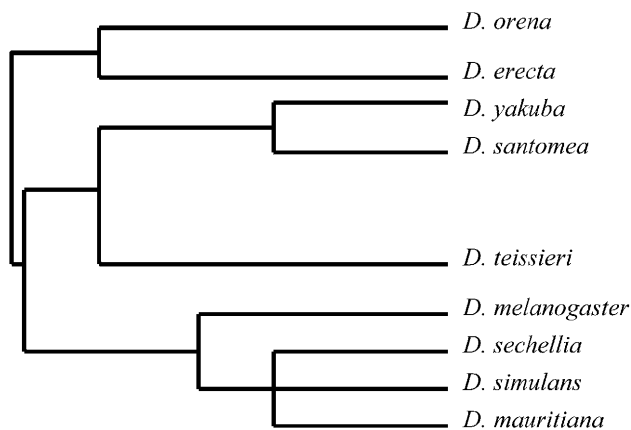 D. orena
D. erecta
D. yakuba
D. santomea
D. teissieri
D. melanogaster
D. sechellia
D. simulans
D. mauritiana